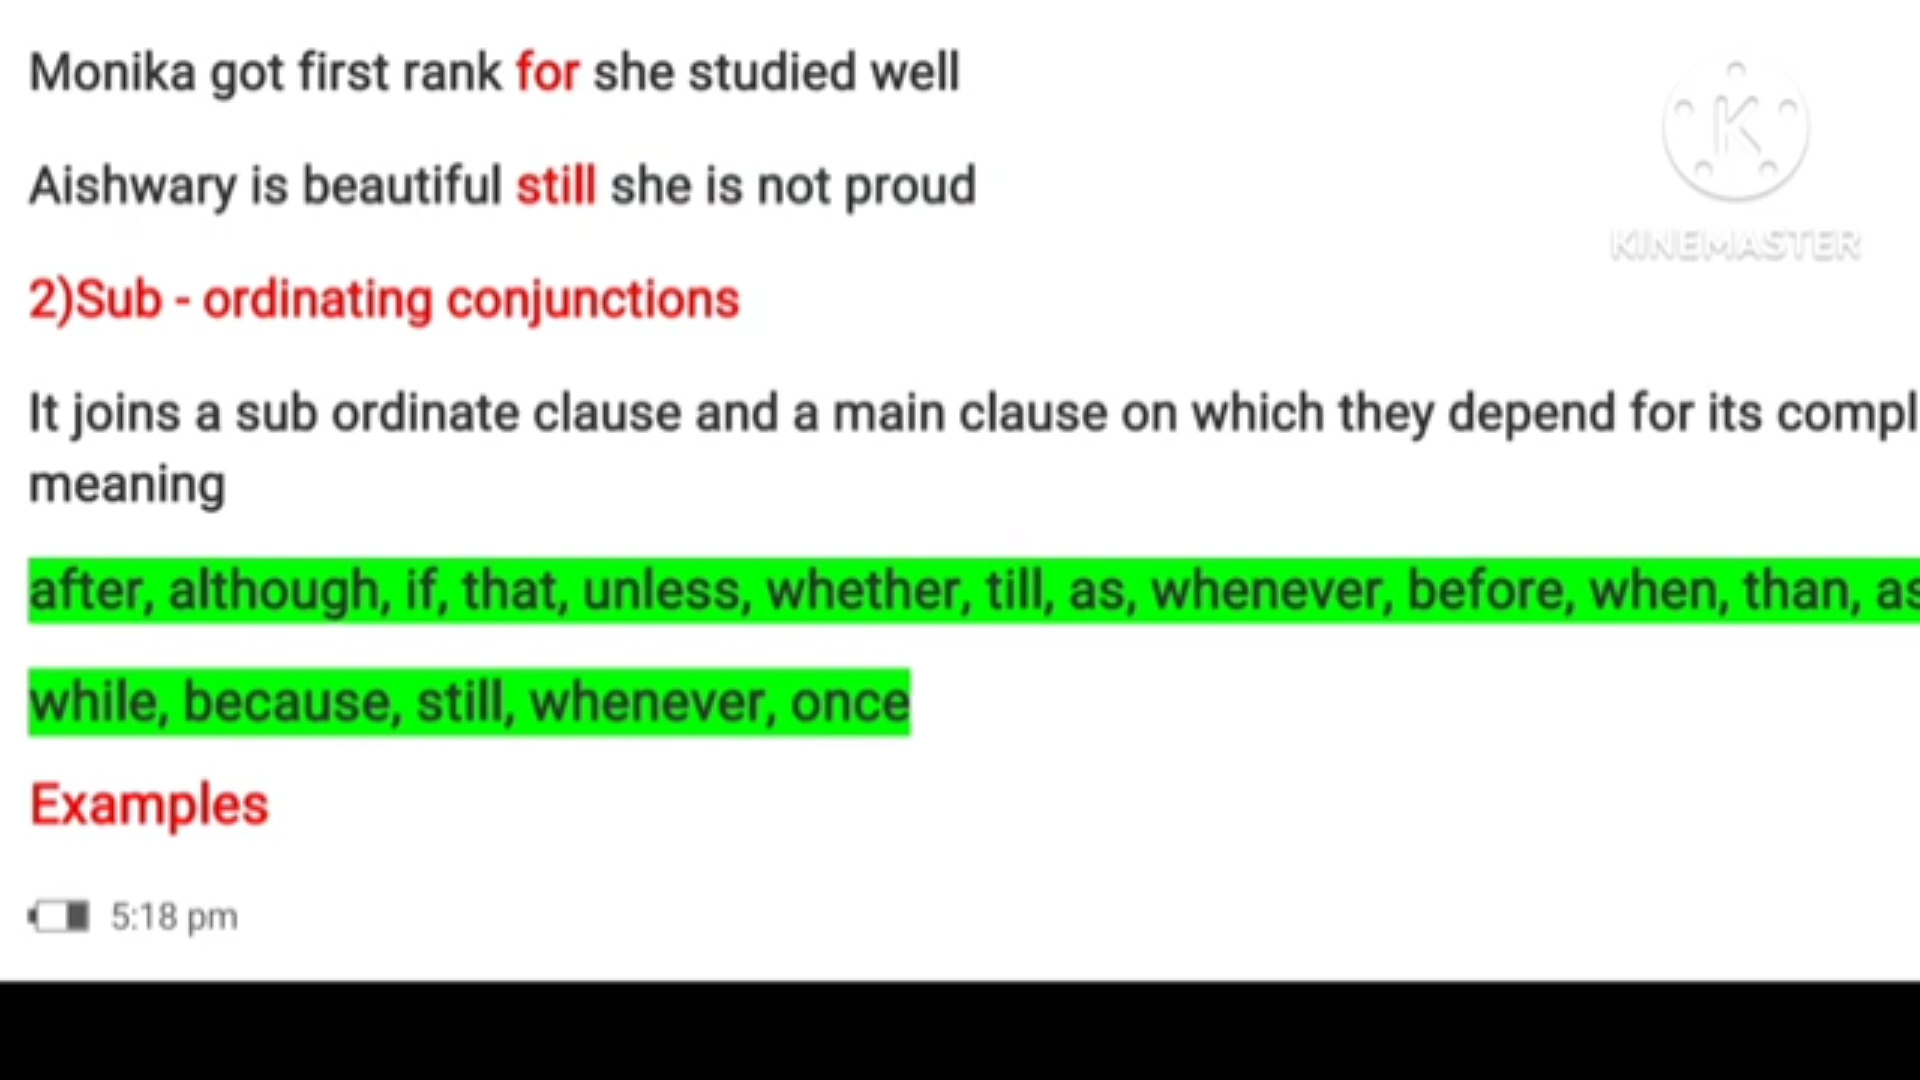 Monika got first rank for she studied well
Aishwary is beautiful still she is not proud
KINEMASTER
2)Sub - ordinating conjunctions
It joins a sub ordinate clause and a main clause on which they depend for its compl
meaning
after, although, if, that, unless, whether, till, as, whenever, before, when, than, as
while, because, still, whenever, once
Examples
5:18 pm